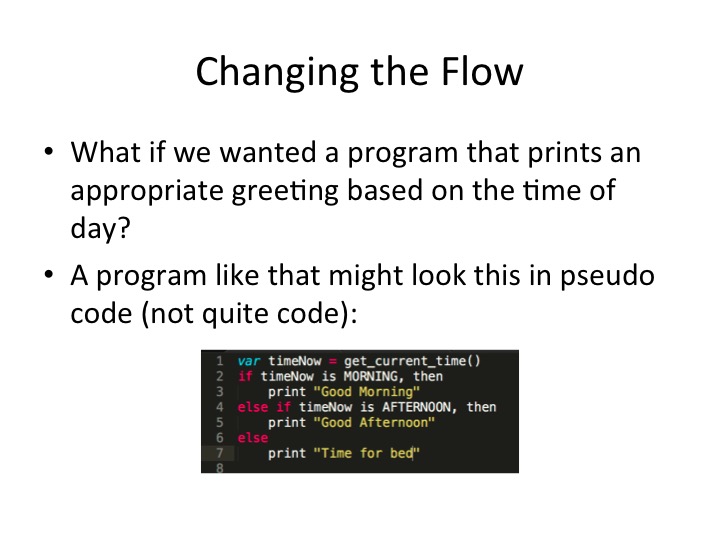 Changing the Flow
• What if we wanted a program that prints an
appropriate greeting based on the time of
day?
• A program like that might look this in pseudo
code (not quite code):
1 var timeNow = get_current_time()
2 if timeNow is MORNING, then
3     print "Good Morning"
4 else if timeNow is AFTERNOON, then
5     print "Good Afternoon"
6 else
7     print "Time for bed"
8